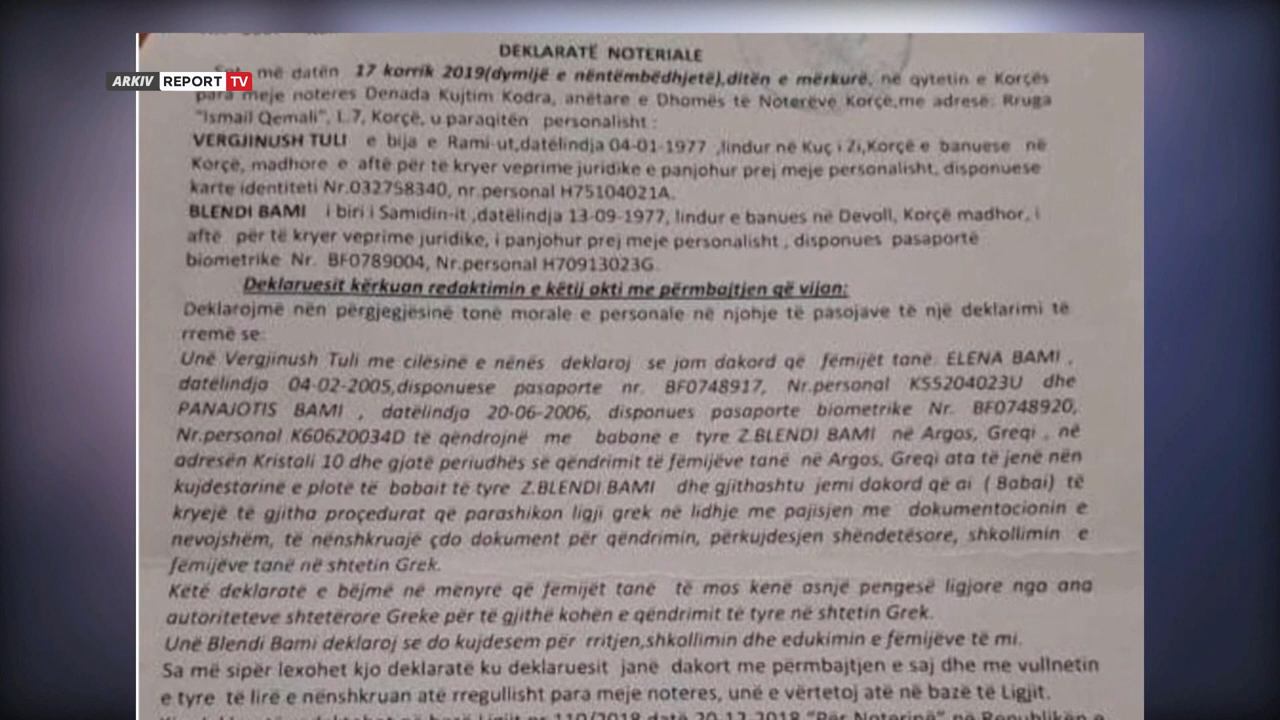 ARKIV REPORT TV
DEKLARATË NOTERIALE
më datën 17 korrik 2019(dymijë e nëntëmbëdhjetë),ditën e mërkurë, në qytetin e Korçës
para meje noteres Denada Kujtim Kodra, anëtare e Dhomës të Noterëve Korçë,me adresë: Rruga
"Ismail Qemali", L.7, Korçë, u paraqitën personalisht :
VERGJINUSH TULI e bija e Rami-ut,datëlindja 04-01-1977 ,lindur në Kuç i Zi,Korçë e banuese në
Korçë, madhore e aftë për të kryer veprime juridike e panjohur prej meje personalisht, disponuese
karte identiteti Nr.032758340, nr.personal H75104021A.
BLENDI BAMI i biri i Samidin-it ,datëlindja 13-09-1977, lindur e banues në Devoll, Korçë madhor, i
aftë për të kryer veprime juridike, i panjohur prej meje personalisht , disponues pasaportë
biometrike Nr. BF0789004, Nr.personal H70913023G.
Deklaruesit kërkuan redaktimin e këtij akti me përmbajtjen që vijon:
Deklarojmë nën përgjegjësinë tonë morale e personale në njohje të pasojave të një deklarimi të
rremë se:
Unë Vergjinush Tuli me cilësinë e nënës deklaroj se jam dakord që fëmijët tanë ELENA BAMI ,
datëlindja 04-02-2005,disponuese pasaporte nr. BF0748917, Nr.personal K55204023U dhe
PANAJOTIS BAMI , datëlindja 20-06-2006, disponues pasaporte biometrike Nr. BF0748920,
Nr.personal K60620034D të qëndrojnë me babanë e tyre Z.BLENDI BAMI në Argos, Greqi , në
adresën Kristali 10 dhe gjatë periudhës së qëndrimit të fëmijëve tanë në Argos, Greqi ata të jenë nën
kujdestarinë e plotë të babait të tyre Z.BLENDI BAMI dhe gjithashtu jemi dakord që ai ( Babai) të
kryejë të gjitha proçedurat që parashikon ligji grek në lidhje me pajisjen me dokumentacionin e
nevojshëm, të nënshkruajë çdo dokument për qëndrimin, përkujdesjen shëndetësore, shkollimin e
fëmijëve tanë në shtetin Grek.
Këtë deklaratë e bëjmë në mënyrë që fëmijët tanë të mos kenë asnjë pengesë ligjore nga ana
autoriteteve shtetërore Greke për të gjithë kohën e qëndrimit të tyre në shtetin Grek.
Unë Blendi Bami deklaroj se do kujdesem për rritjen,shkollimin dhe edukimin e fëmijëve të mi.
Sa më sipër lexohet kjo deklaratë ku deklaruesit janë dakort me përmbajtjen e saj dhe me vullnetin
e tyre të lirë e nënshkruan atë rregullisht para meje noteres, unë e vërtetoj atë në bazë të Ligjit.